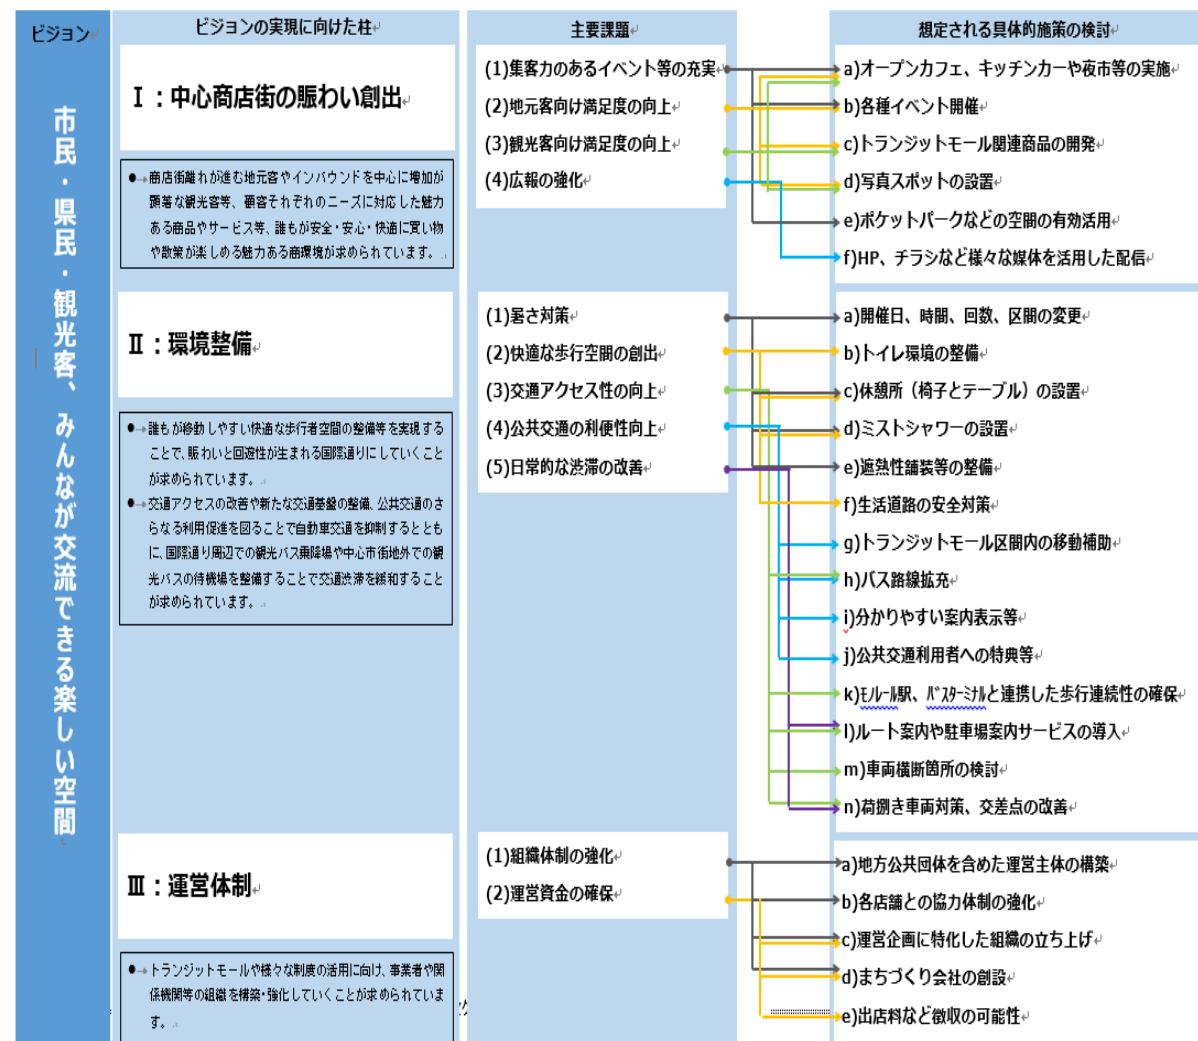 ビジョン
市民・県民・観光客、みんなが交流できる楽しい空間
ビジョンの実現に向けた柱
Ⅰ：中心商店街の賑わい創出
商店街離れが進む地元客やインバウンドを中心に増加が
顕著な観光客等、顧客それぞれのニーズに対応した魅力
ある商品やサービス等、誰もが安全・安心・快適に買い物
や散策が楽しめる魅力ある商環境が求められています。
Ⅱ：環境整備
誰もが移動しやすい快適な歩行者空間の整備等を実現する
ことで、賑わいと回遊性が生まれる国際通りにしていくこと
が求められています。
交通アクセスの改善や新たな交通基盤の整備、公共交通のさ
らなる利用促進を図ることで自動車交通を抑制するととも
に、国際通り周辺での観光バス乗降場や中心市街地外での観
光バスの待機場を整備することで交通渋滞を緩和すること
が求められています。
Ⅲ：運営体制
トランジットモールや様々な制度の活用に向け、事業者や関
係機関等の組織を構築・強化していくことが求められていま
す。
主要課題
(1)集客力のあるイベント等の充実
(2)地元客向け満足度の向上
(3)観光客向け満足度の向上
(4)広報の強化
(1)暑さ対策
(2)快適な歩行空間の創出
(3)交通アクセス性の向上
(4)公共交通の利便性向上
(5)日常的な渋滞の改善
(1)組織体制の強化
(2)運営資金の確保
想定される具体的施策の検討
a)オープンカフェ、キッチンカーや夜市等の実施
b)各種イベント開催
c)トランジットモール関連商品の開発
d)写真スポットの設置
e)ポケットパークなどの空間の有効活用
f)HP、チラシなど様々な媒体を活用した配信
a)開催日、時間、回数、区間の変更
b)トイレ環境の整備
c)休憩所（椅子とテーブル）の設置
d)ミストシャワーの設置
e)遮熱性舗装等の整備
f)生活道路の安全対策
g)トランジットモール区間内の移動補助
h)バス路線拡充
i)分かりやすい案内表示等
j)公共交通利用者への特典等
k)ﾓﾉﾚｰﾙ駅、ﾊﾞｽﾀｰﾐﾅﾙと連携した歩行連続性の確保
l)ルート案内や駐車場案内サービスの導入
m)車両横断箇所の検討
n)荷捌き車両対策、交差点の改善
a)地方公共団体を含めた運営主体の構築
b)各店舗との協力体制の強化
c)運営企画に特化した組織の立ち上げ
d)まちづくり会社の創設
e)出店料など徴収の可能性